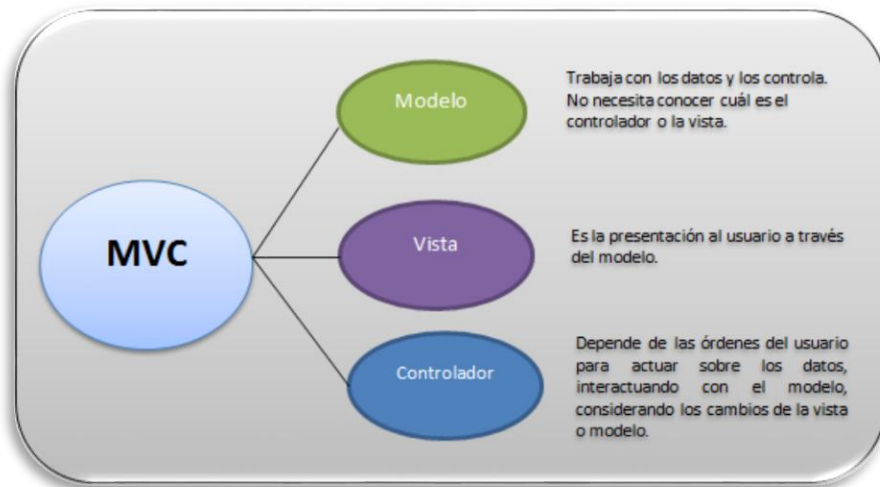 MVC
Modelo
Trabaja con los datos y los controla.
No necesita conocer cuál es el
controlador o la vista.
Vista
Es la presentación al usuario a través
del modelo.
Controlador
Depende de las órdenes del usuario
para actuar sobre los datos,
interactuando con el modelo,
considerando los cambios de la vista
o modelo.